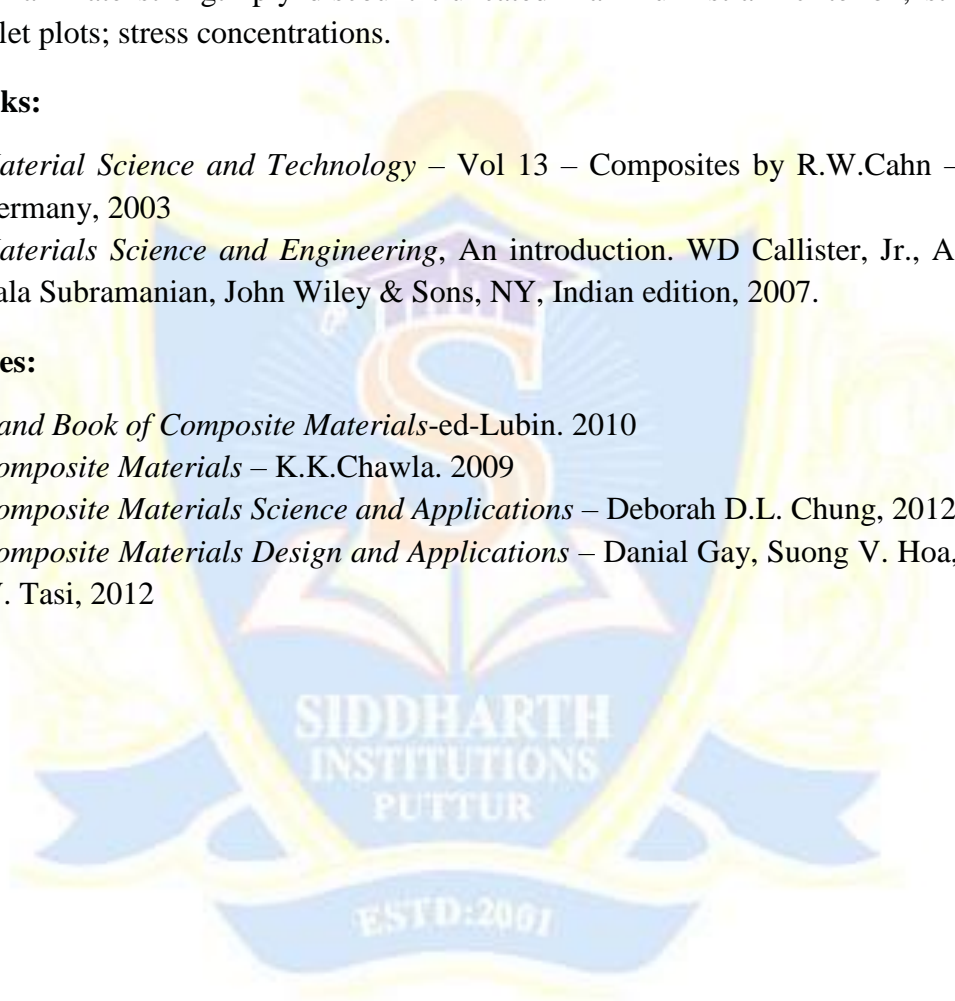 let plots; stress concentrations.
ks:
aterial Science and Technology – Vol 13 – Composites by R.W.Cahn –
ermany, 2003
aterials Science and Engineering, An introduction. WD Callister, Jr., A
ala Subramanian, John Wiley & Sons, NY, Indian edition, 2007.
es:
and Book of Composite Materials-ed-Lubin. 2010
omposite Materials – K.K.Chawla. 2009
omposite Materials Science and Applications – Deborah D.L. Chung, 2012
omposite Materials Design and Applications – Danial Gay, Suong V. Hoa,
. Tasi, 2012
S
SIDDHARTH
INSTITUTIONS
PUTTUR
ESTD:2001